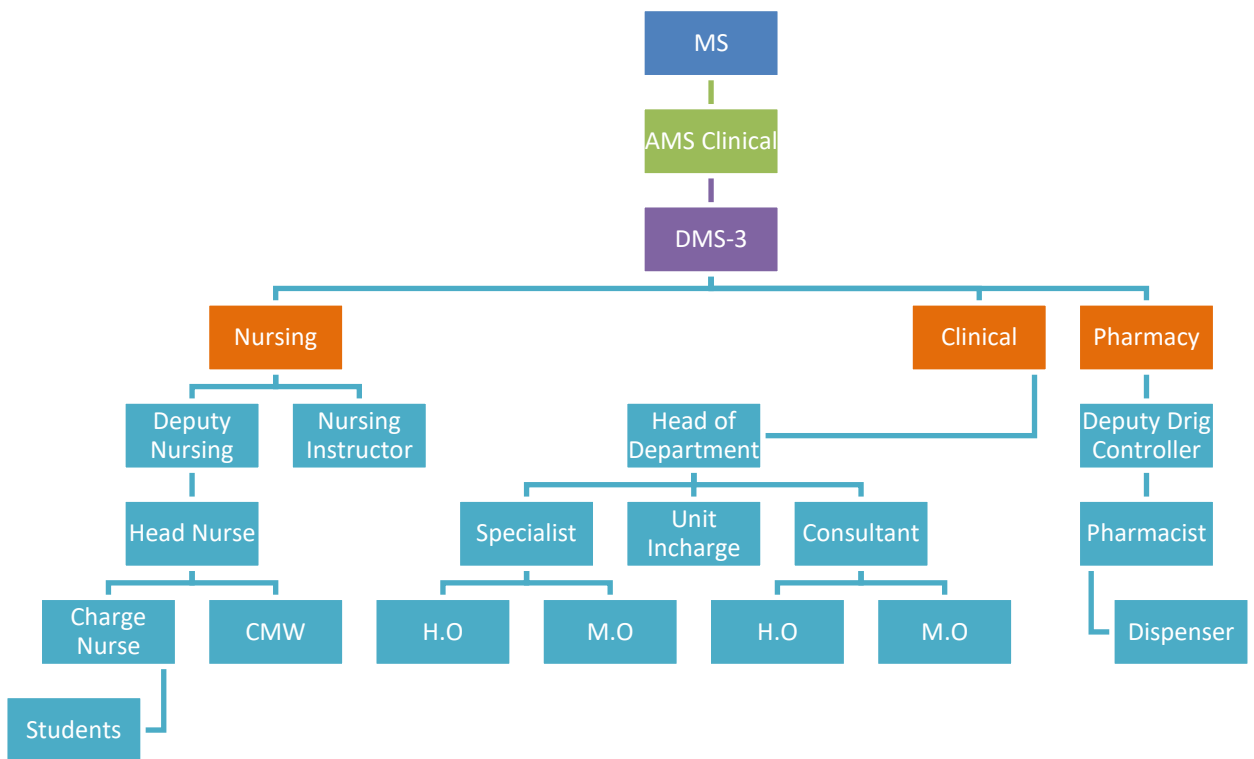 MS
AMS Clinical
DMS-3
Nursing
Clinical
Pharmacy
Deputy
Nursing
Nursing
Instructor
Head of
Department
Deputy Drig
Controller
Head Nurse
Specialist
Unit
Incharge
Consultant
Pharmacist
Charge
Nurse
CMW
H.O
M.O
H.O
M.O
Dispenser
Students